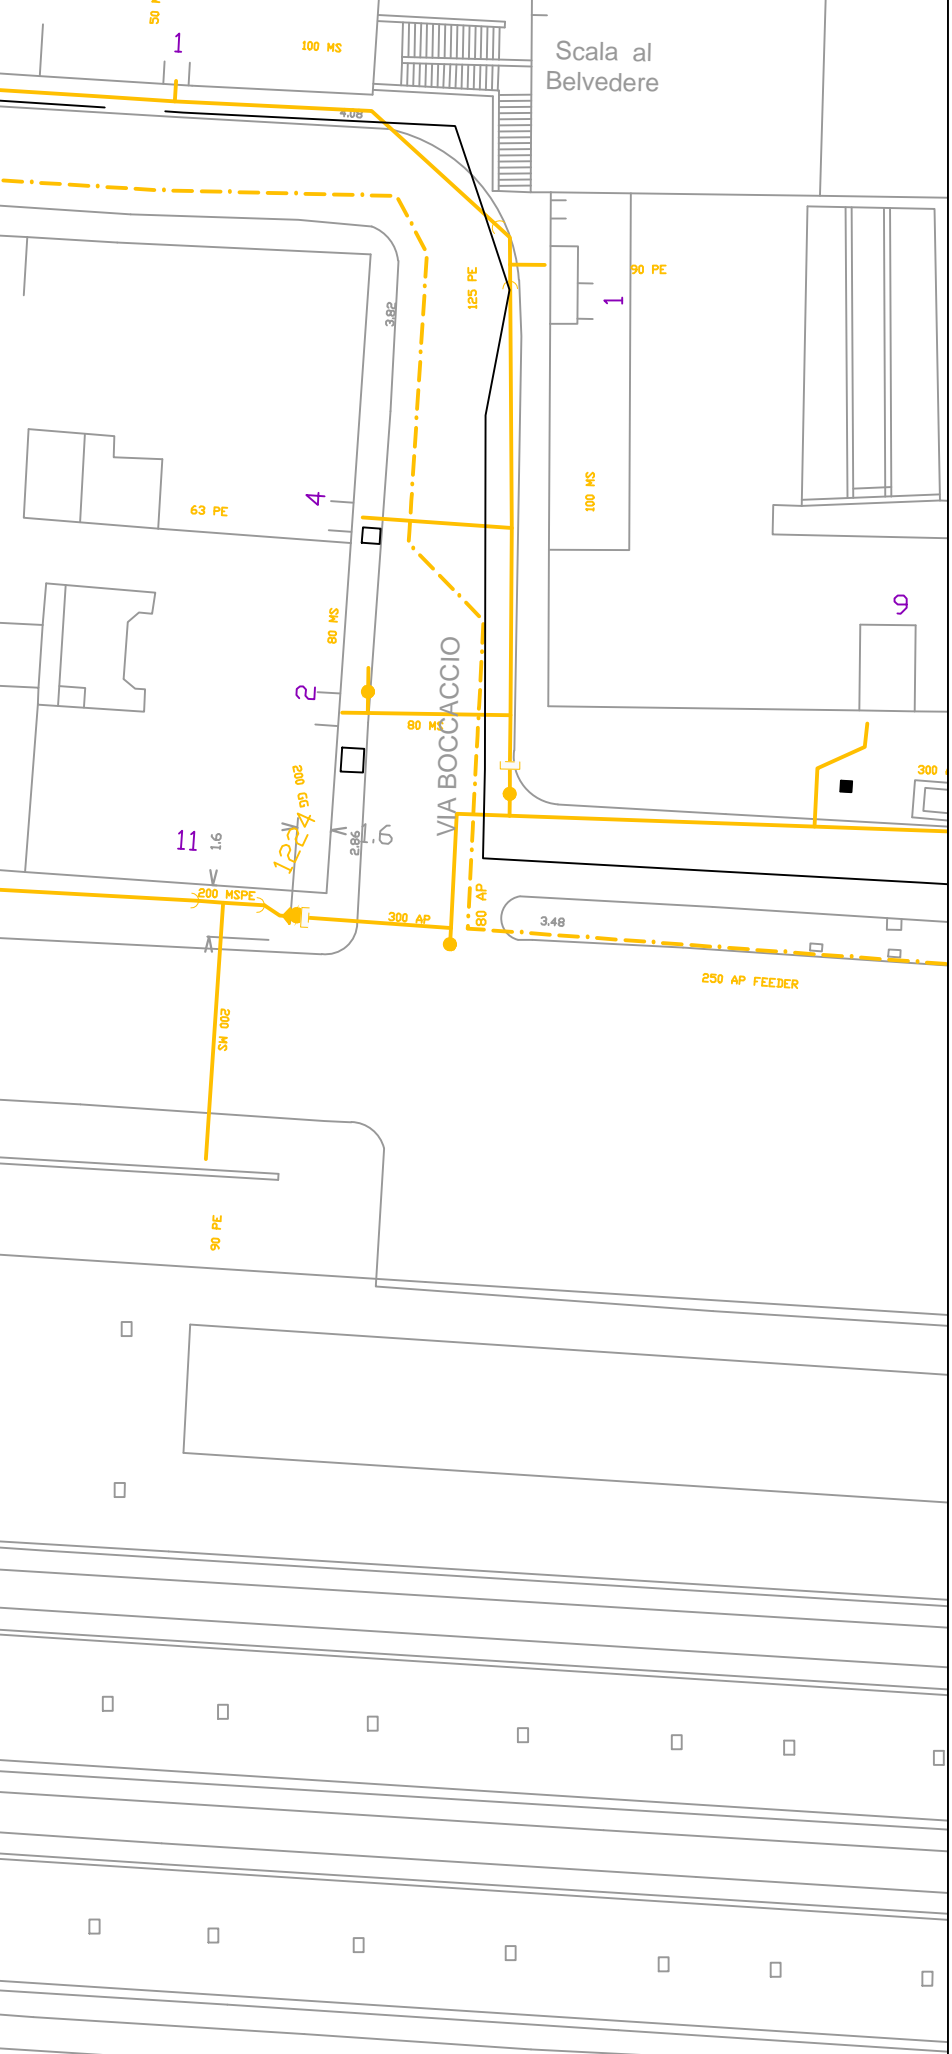 1
100 MS
Scala al
Belvedere
4.08
125 PE
90 PE
1
3.82
100 MS
4
63 PE
9
80 MS
2
80 MS
VIA BOCCACCIO
200 GG
1224
11
1.6
2.86
1.6
200 MSPE
300 AP
80 AP
3.48
250 AP FEEDER
200 MS
90 PE
300
50